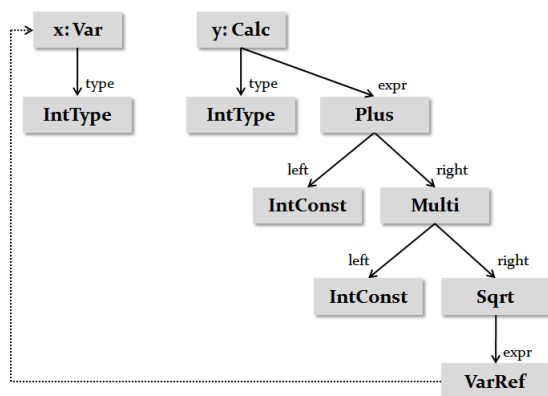 x: Var y: Calc
type type expr
IntType IntType Plus
left right
IntConst Multi
left right
IntConst Sqrt
expr
VarRef